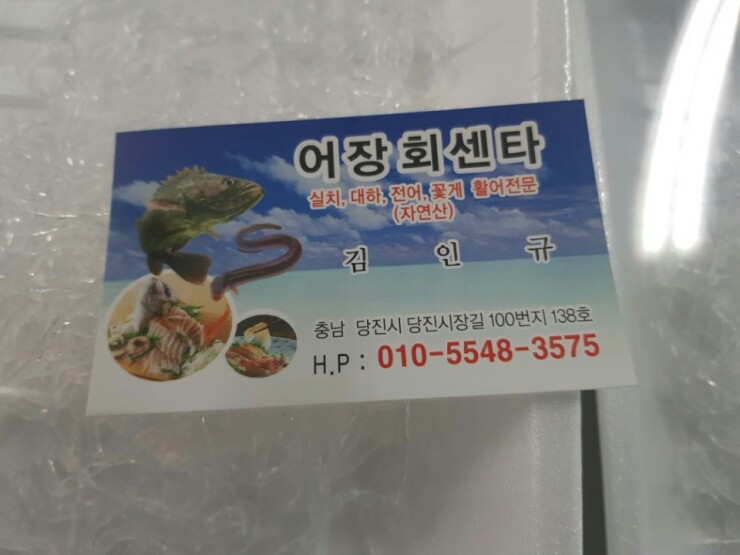 어장회센타
실치, 대하, 전어, 꽃게 활어전문
(자연산)
김 인 규
충남 당진시 당진시장길 100번지 138호
H.P : 010-5548-3575